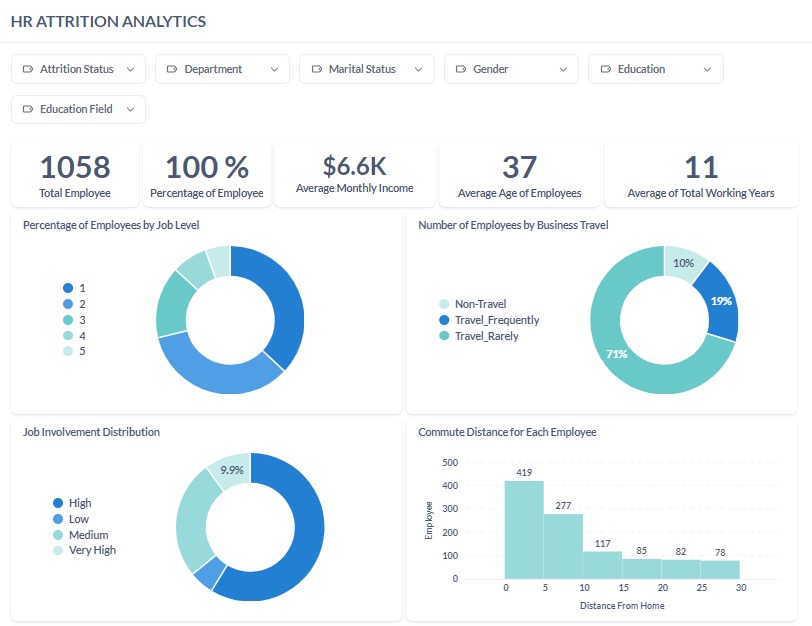 HR ATTRITION ANALYTICS
Attrition Status
Department
Marital Status
Gender
Education
Education Field
1058
Total Employee
100 %
Percentage of Employee
$6.6K
Average Monthly Income
37
Average Age of Employees
11
Average of Total Working Years
Percentage of Employees by Job Level
1
2
3
4
5
Number of Employees by Business Travel
Non-Travel
Travel_Frequently
Travel_Rarely
10%
19%
71%
Job Involvement Distribution
High
Low
Medium
Very High
9.9%
Commute Distance for Each Employee
Employee
500
400
300
200
100
0
419
277
117
85
82
78
0 5 10 15 20 25 30
Distance From Home